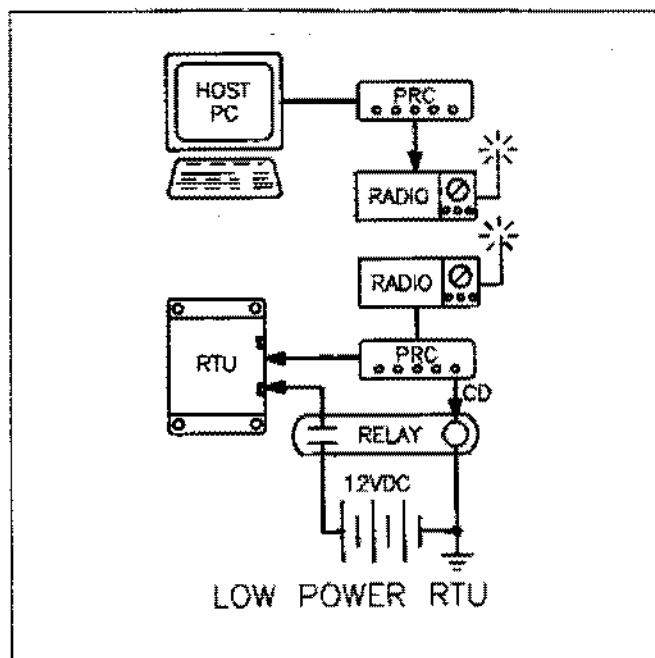 HOST
PC
PRC
RADIO
RADIO
RTU
PRC
CD
RELAY
12VDC
LOW POWER RTU